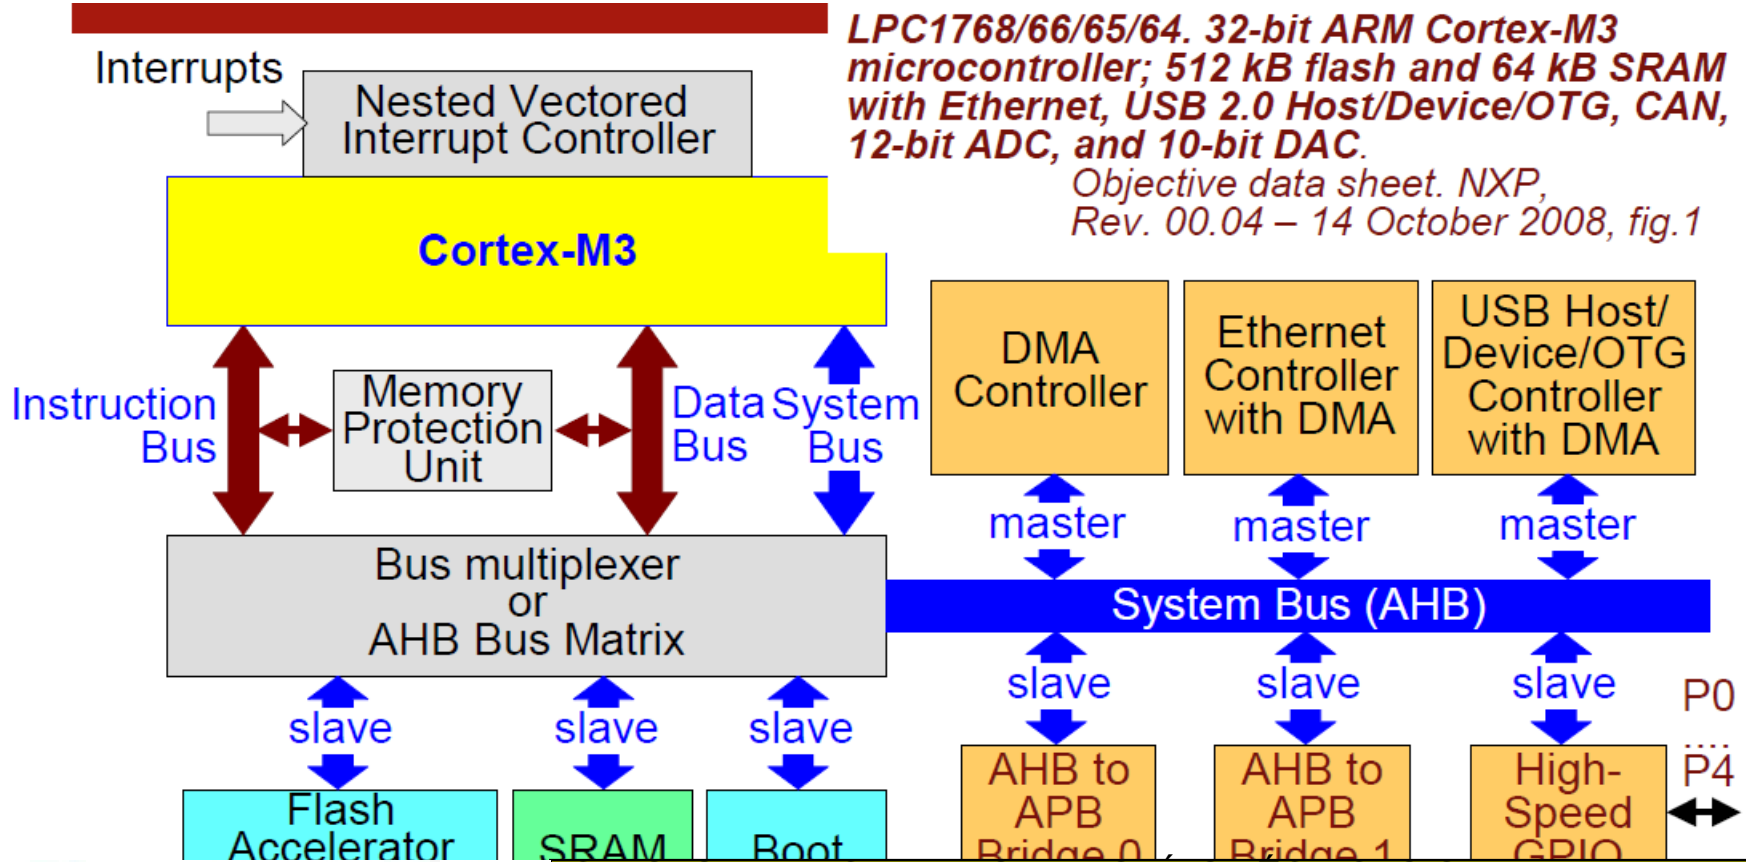 LPC1768/66/65/64. 32-bit ARM Cortex-M3
microcontroller; 512 kB flash and 64 kB SRAM
with Ethernet, USB 2.0 Host/Device/OTG, CAN,
12-bit ADC, and 10-bit DAC.
Objective data sheet. NXP,
Rev. 00.04 – 14 October 2008, fig.1
Interrupts
Nested Vectored
Interrupt Controller
Cortex-M3
Instruction
Bus
Memory
Protection
Unit
Data
Bus
System
Bus
DMA
Controller
Ethernet
Controller
with DMA
USB Host/
Device/OTG
Controller
with DMA
master
master
master
Bus multiplexer
or
AHB Bus Matrix
System Bus (AHB)
slave
slave
slave
slave
slave
slave
P0
....
P4
Flash
Accelerator
SRAM
Boot
AHB to
APB
Bridge 0
AHB to
APB
Bridge 1
High-
Speed
GPIO